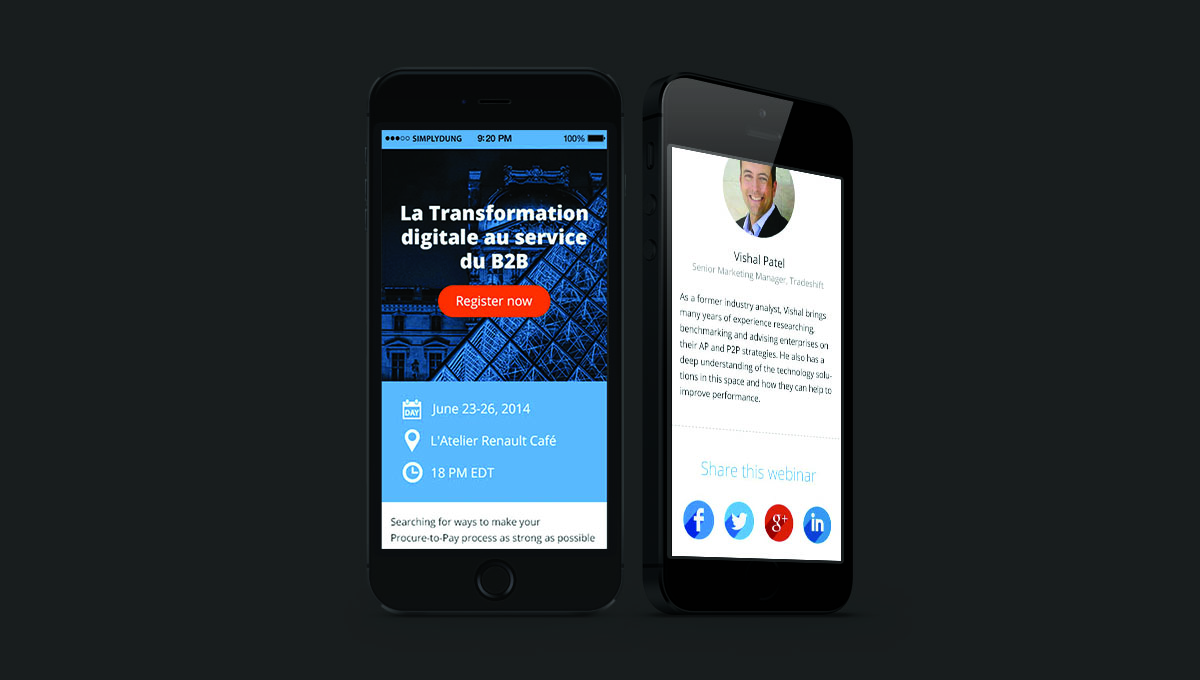 SIMPLYDUNG 9:20 PM 100%
La Transformation
digitale au service
du B2B
Register now
DAY June 23-26, 2014
L'Atelier Renault Café
18 PM EDT
Searching for ways to make your
Procure-to-Pay process as strong as possible
Vishal Patel
Senior Marketing Manager, Tradeshift
As a former industry analyst, Vishal brings
many years of experience researching,
benchmarking and advising enterprises on
their AP and P2P strategies. He also has a
deep understanding of the technology solu-
tions in this space and how they can help to
improve performance.
Share this webinar
f g+ in